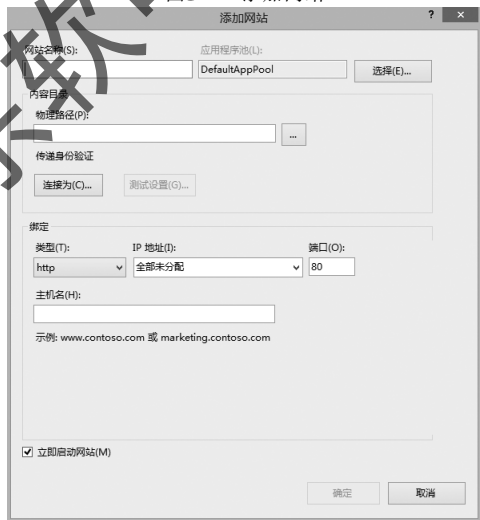 添加网站
? ×
网站名称(S): 应用程序池(L):
DefaultAppPool 选择(E)...
内容目录
物理路径(P):
...
传递身份验证
连接为(C)... 测试设置(G)...
绑定
类型(T): IP 地址(I): 端口(O):
http 全部未分配 80
主机名(H):
示例: www.contoso.com 或 marketing.contoso.com
立即启动网站(M)
确定 取消